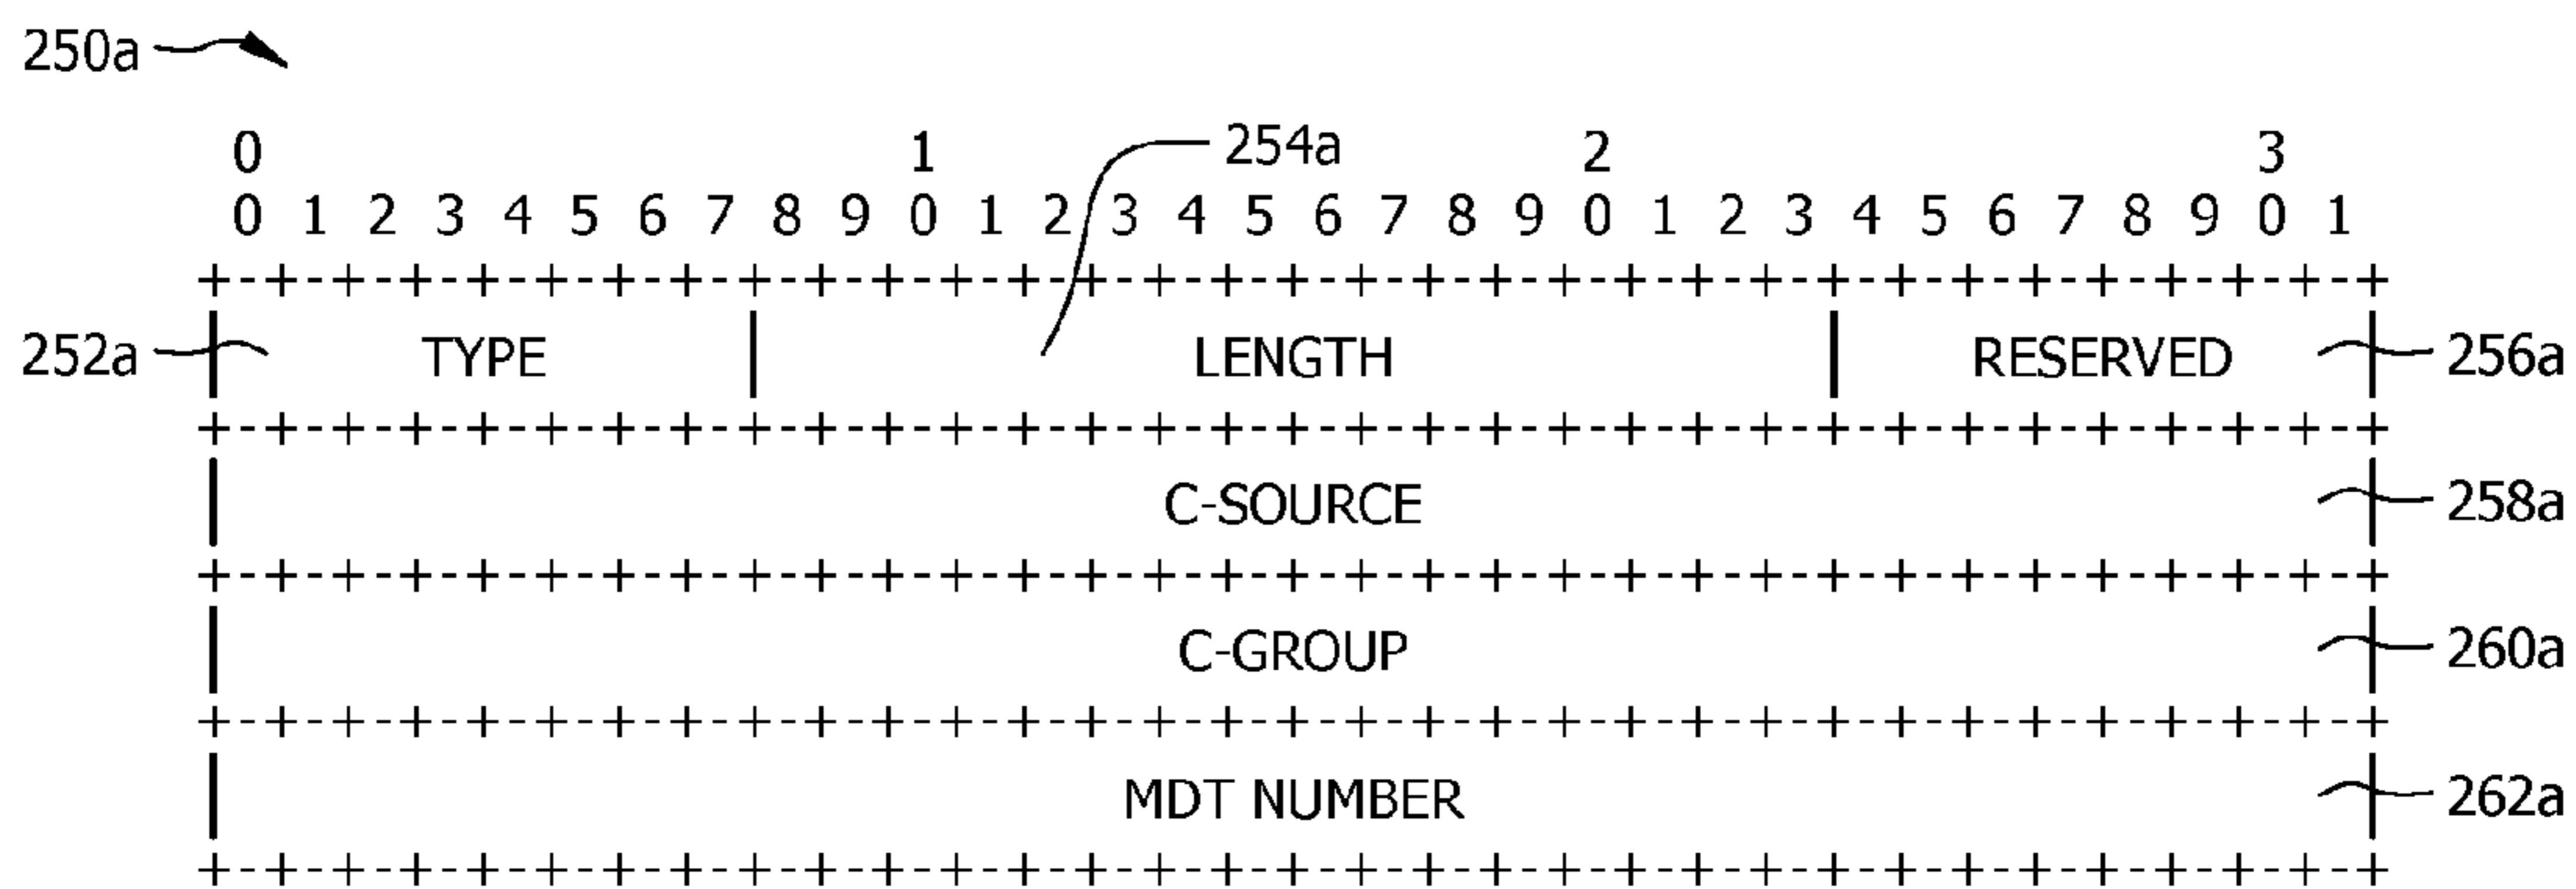 250a
0 1 254a 2 3
0 1 2 3 4 5 6 7 8 9 0 1 2 3 4 5 6 7 8 9 0 1 2 3 4 5 6 7 8 9 0 1
+-+-+-+-+-+-+-+-+-+-+-+-+-+-+-+-+-+-+-+-+-+-+-+-+-+-+-+-+-+-+-+-+
252a | TYPE | LENGTH | RESERVED | 256a
+-+-+-+-+-+-+-+-+-+-+-+-+-+-+-+-+-+-+-+-+-+-+-+-+-+-+-+-+-+-+-+-+
| C-SOURCE | 258a
+-+-+-+-+-+-+-+-+-+-+-+-+-+-+-+-+-+-+-+-+-+-+-+-+-+-+-+-+-+-+-+-+
| C-GROUP | 260a
+-+-+-+-+-+-+-+-+-+-+-+-+-+-+-+-+-+-+-+-+-+-+-+-+-+-+-+-+-+-+-+-+
| MDT NUMBER | 262a
+-+-+-+-+-+-+-+-+-+-+-+-+-+-+-+-+-+-+-+-+-+-+-+-+-+-+-+-+-+-+-+-+